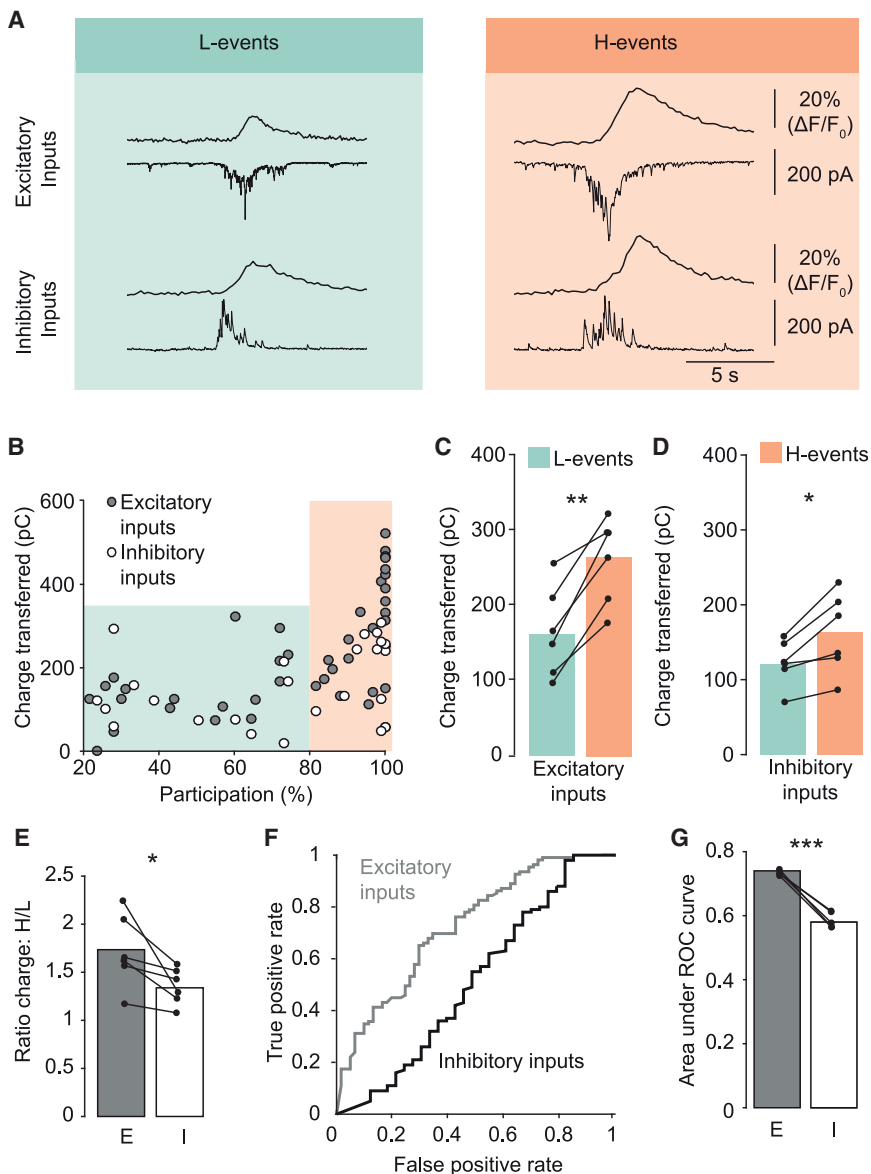 A
L-events
H-events
Excitatory
Inputs
20%
(ΔF/F0)
200 pA
Inhibitory
Inputs
20%
(ΔF/F0)
200 pA
5 s
B
Charge transferred (pC)
600
400
200
0
20
40
60
80
100
Participation (%)
Excitatory
inputs
Inhibitory
inputs
C
L-events
Charge transferred (pC)
400
300
200
100
0
**
Excitatory
inputs
D
H-events
Charge transferred (pC)
400
300
200
100
0
*
Inhibitory
inputs
E
*
Ratio charge: H/L
2.5
2
1.5
1
0.5
0
E
I
F
True positive rate
1
0.8
0.6
0.4
0.2
0
Excitatory
inputs
Inhibitory inputs
0
0.2
0.4
0.6
0.8
1
False positive rate
G
***
Area under ROC curve
0.8
0.6
0.4
0.2
0
E
I